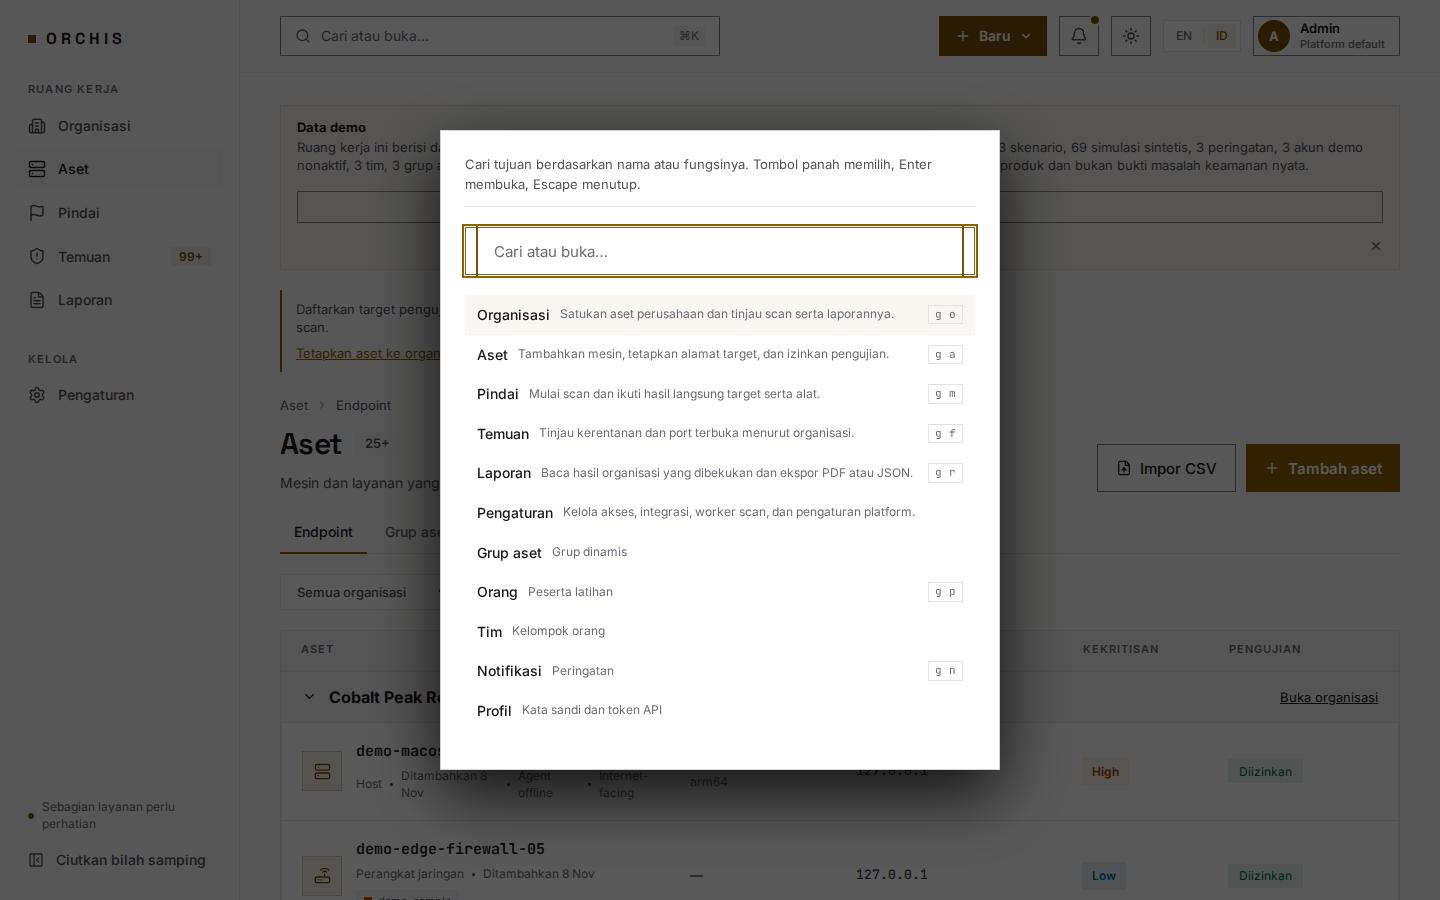 ORCHIS
Cari atau buka...
⌘K
Baru
EN
ID
A
Admin
Platform default
RUANG KERJA
Organisasi
Aset
Pindai
Temuan
99+
Laporan
KELOLA
Pengaturan
Sebagian layanan perlu
perhatian
Ciutkan bilah samping
Data demo
Ruang kerja ini berisi
3 skenario, 69 simulasi sintetis, 3 peringatan, 3 akun demo
nonaktif, 3 tim, 3 grup
produk dan bukan bukti masalah keamanan nyata.
Daftarkan target
scan.
Tetapkan aset ke
Aset
Endpoint
Aset
25+
Mesin dan layanan yang
Impor CSV
Tambah aset
Endpoint
Grup
Semua organisasi
ASET
KEKRITISAN
PENGUJIAN
Cobalt Peak
Buka organisasi
Host • Ditambahkan 8 Nov • Agent offline • Internet-facing
arm64
127.0.0.1
High
Diizinkan
demo-edge-firewall-05
Perangkat jaringan • Ditambahkan 8 Nov
—
127.0.0.1
Low
Diizinkan
Cari tujuan berdasarkan nama atau fungsinya. Tombol panah memilih, Enter
membuka, Escape menutup.
Cari atau buka...
Organisasi Satukan aset perusahaan dan tinjau scan serta laporannya. g o
Aset Tambahkan mesin, tetapkan alamat target, dan izinkan pengujian. g a
Pindai Mulai scan dan ikuti hasil langsung target serta alat. g m
Temuan Tinjau kerentanan dan port terbuka menurut organisasi. g f
Laporan Baca hasil organisasi yang dibekukan dan ekspor PDF atau JSON. g r
Pengaturan Kelola akses, integrasi, worker scan, dan pengaturan platform.
Grup aset Grup dinamis
Orang Peserta latihan g p
Tim Kelompok orang
Notifikasi Peringatan g n
Profil Kata sandi dan token API